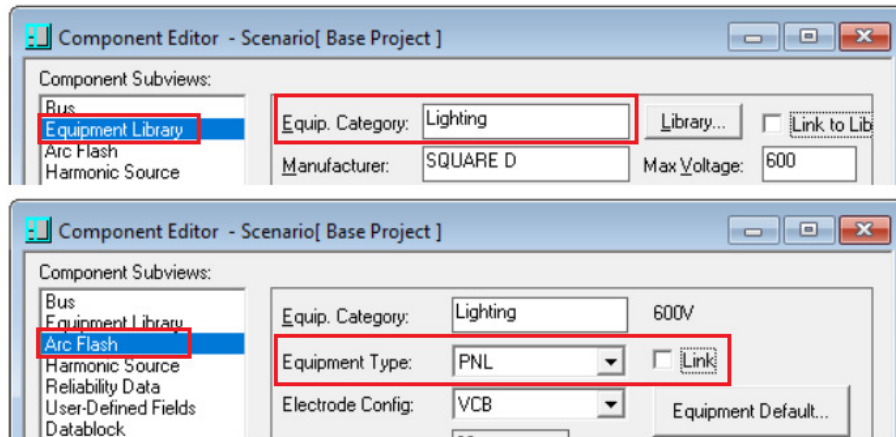 Component Editor - Scenario[ Base Project ]
Component Subviews:
Bus
Equipment Library
Arc Flash
Harmonic Source
Equip. Category: Lighting Library... Link to Lib
Manufacturer: SQUARE D Max Voltage: 600
Component Editor - Scenario[ Base Project ]
Component Subviews:
Bus
Equipment Library
Arc Flash
Harmonic Source
Reliability Data
User-Defined Fields
Datablock
Equip. Category: Lighting 600V
Equipment Type: PNL Link
Electrode Config: VCB Equipment Default...